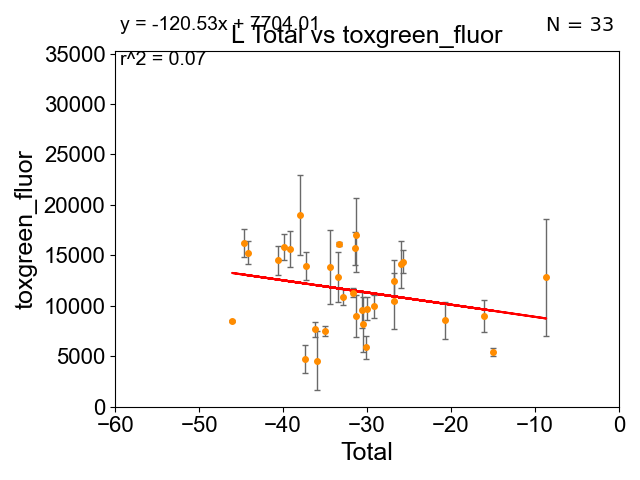 y = -120.53x + 7704.01
N = 33
L Total vs toxgreen_fluor
r^2 = 0.07
35000
30000
25000
20000
15000
10000
5000
0
toxgreen_fluor
−60
−50
−40
−30
−20
−10
0
Total